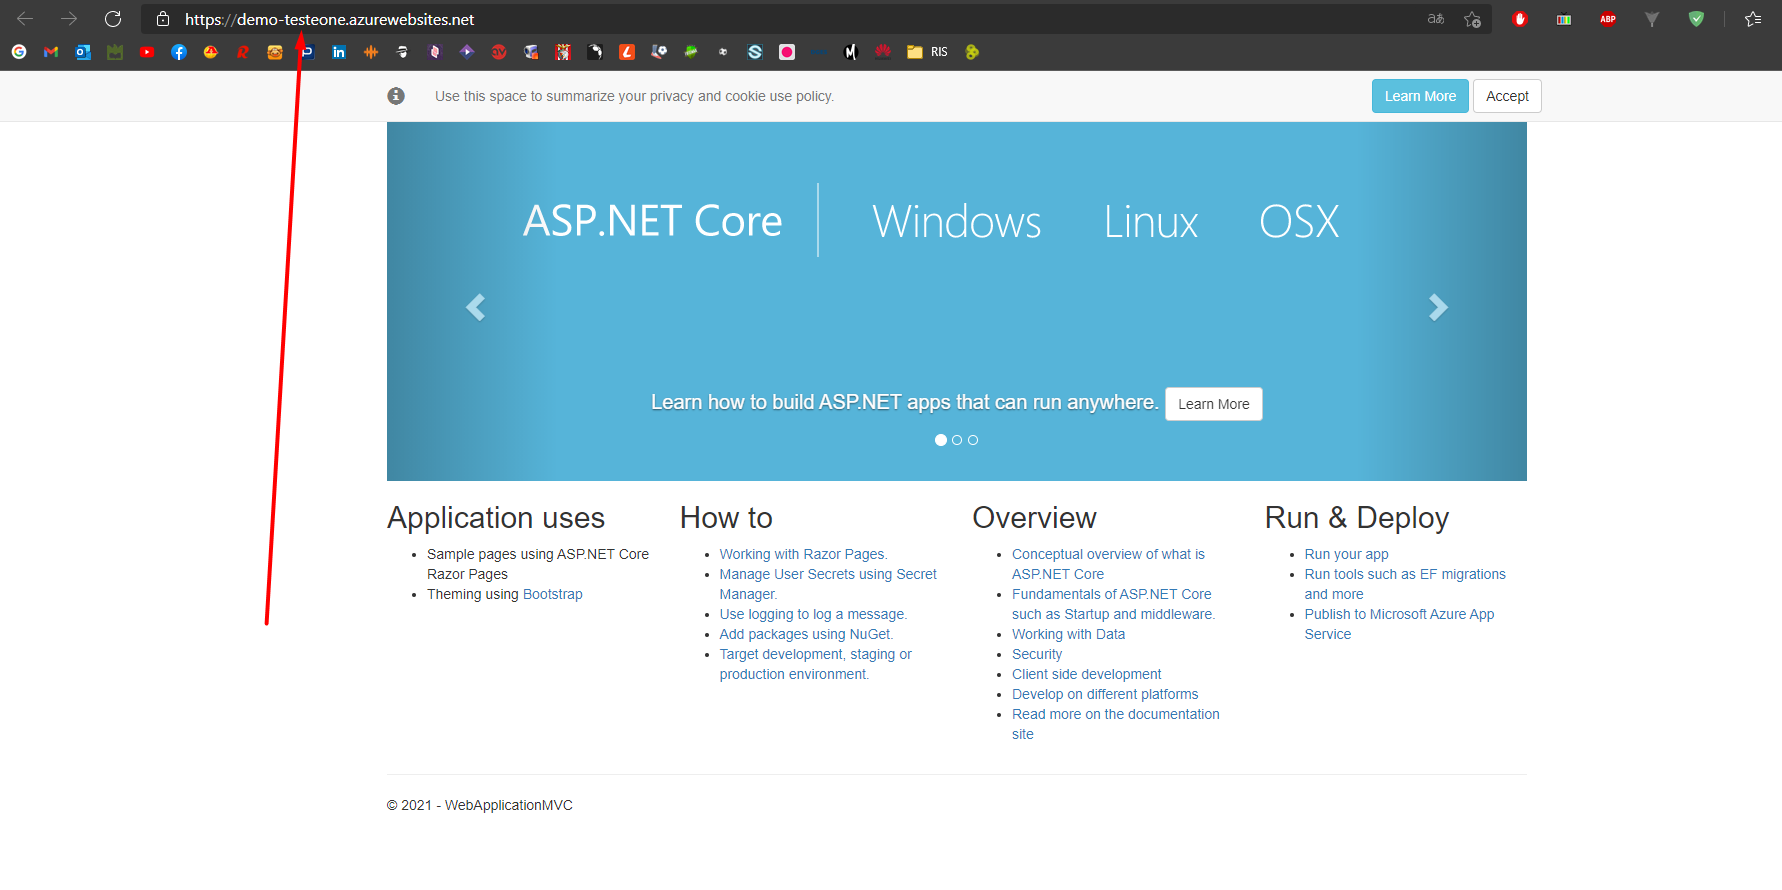 https://demo-testeone.azurewebsites.net
aあ
ABP
RIS
Use this space to summarize your privacy and cookie use policy.
Learn More
Accept
ASP.NET Core
Windows
Linux
OSX
Learn how to build ASP.NET apps that can run anywhere.
Learn More
Application uses
Sample pages using ASP.NET Core
Razor Pages
Theming using Bootstrap
How to
Working with Razor Pages.
Manage User Secrets using Secret
Manager.
Use logging to log a message.
Add packages using NuGet.
Target development, staging or
production environment.
Overview
Conceptual overview of what is
ASP.NET Core
Fundamentals of ASP.NET Core
such as Startup and middleware.
Working with Data
Security
Client side development
Develop on different platforms
Read more on the documentation
site
Run & Deploy
Run your app
Run tools such as EF migrations
and more
Publish to Microsoft Azure App
Service
© 2021 - WebApplicationMVC